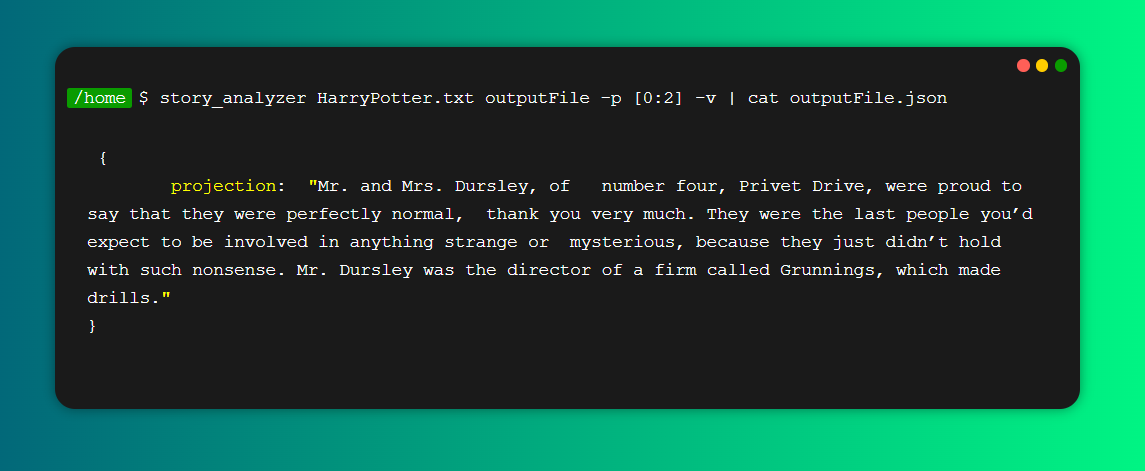 /home $ story_analyzer HarryPotter.txt outputFile -p [0:2] -v | cat outputFile.json
{
projection: "Mr. and Mrs. Dursley, of number four, Privet Drive, were proud to
say that they were perfectly normal, thank you very much. They were the last people you’d
expect to be involved in anything strange or mysterious, because they just didn’t hold
with such nonsense. Mr. Dursley was the director of a firm called Grunnings, which made
drills."
}